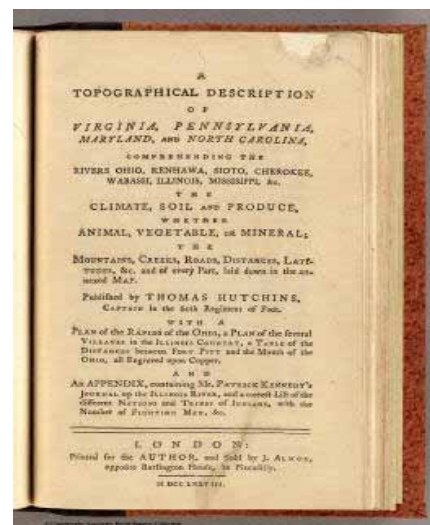 A
TOPOGRAPHICAL DESCRIPTION
OF
VIRGINIA, PENNSYLVANIA,
MARYLAND, AND NORTH CAROLINA,
COMPREHENDING THE
RIVERS OHIO, KENHAWA, SIOTO, CHEROKEE,
WABASH, ILLINOIS, MISSISIPPI, &c.
THE
CLIMATE, SOIL AND PRODUCE,
WHETHER
ANIMAL, VEGETABLE, OR MINERAL;
THE
MOUNTAINS, CREEKS, ROADS, DISTANCES, LATI-
TUDES, &c. and of every Part, laid down in the an-
nexed MAP.
Published by THOMAS HUTCHINS,
CAPTAIN in the 60th Regiment of Foot.
WITH A
PLAN of the RAPIDS of the OHIO, a PLAN of the several
VILLAGES in the ILLINOIS COUNTRY, a TABLE of the
DISTANCES between FORT PITT and the Mouth of the
OHIO, all Engraved upon Copper.
AND
An APPENDIX, containing Mr. PATRICK KENNEDY's
JOURNAL up the ILLINOIS RIVER, and a correct List of the
different NATIONS and TRIBES of INDIANS, with the
Number of FIGHTING MEN, &c.
LONDON:
Printed for the AUTHOR, and Sold by J. ALMON,
opposite Burlington House, in Piccadilly.
M DCC LXXVIII.